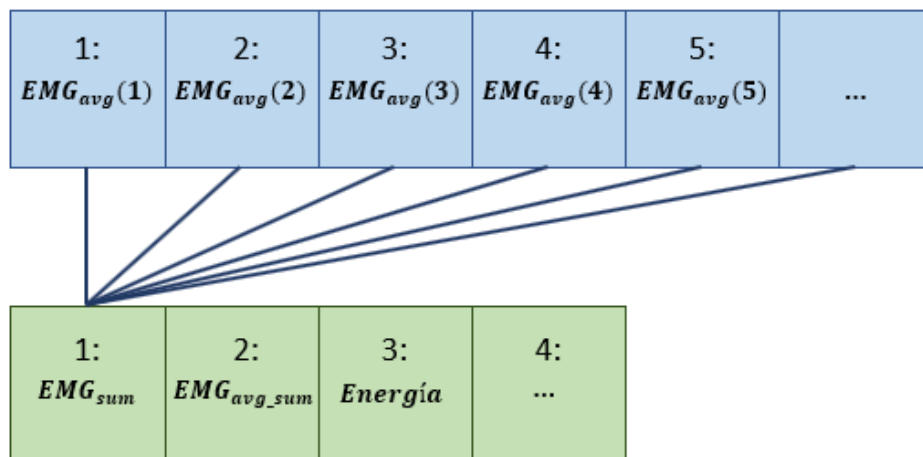 1: 2: 3: 4: 5:
EMG_avg(1) EMG_avg(2) EMG_avg(3) EMG_avg(4) EMG_avg(5) ...
1: 2: 3: 4:
EMG_sum EMG_avg_sum Energía ...